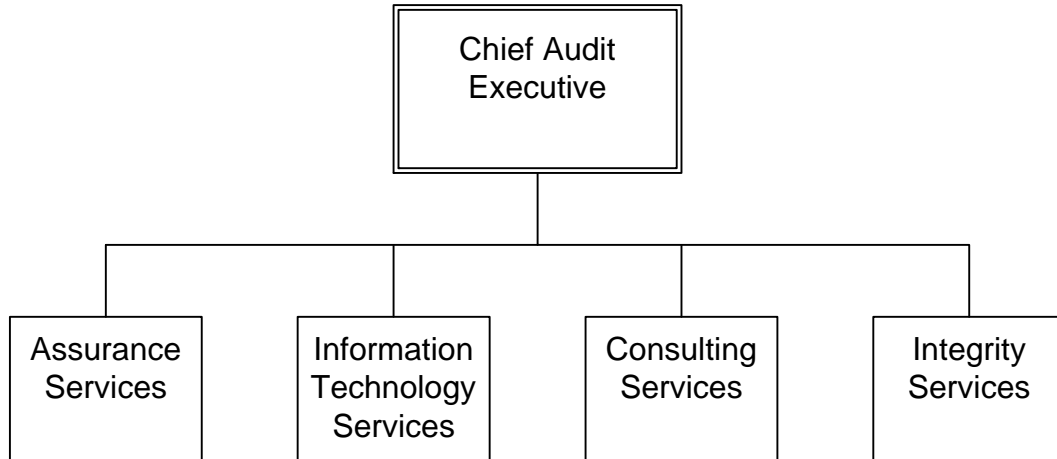 Chief Audit
Executive
Assurance
Services
Information
Technology
Services
Consulting
Services
Integrity
Services